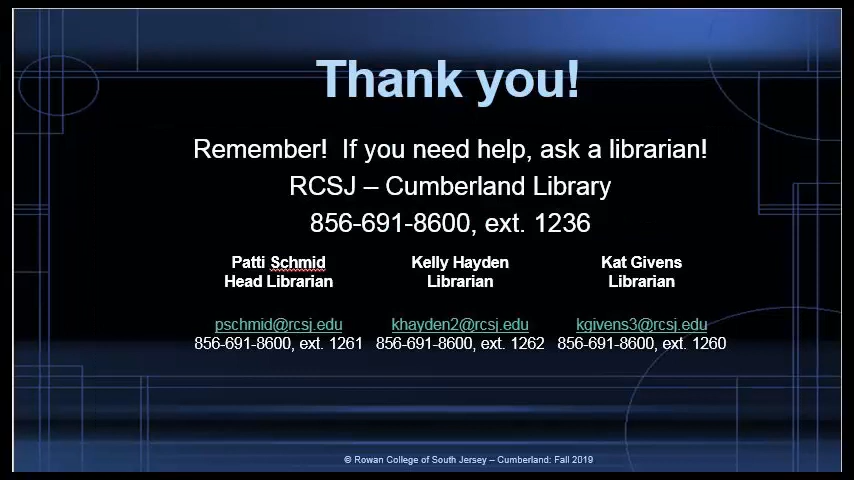 Thank you!
Remember!  If you need help, ask a librarian!
RCSJ – Cumberland Library
856-691-8600, ext. 1236
Patti Schmid
Head Librarian
pschmid@rcsj.edu
856-691-8600, ext. 1261
Kelly Hayden
Librarian
khayden2@rcsj.edu
856-691-8600, ext. 1262
Kat Givens
Librarian
kgivens3@rcsj.edu
856-691-8600, ext. 1260
© Rowan College of South Jersey – Cumberland: Fall 2019